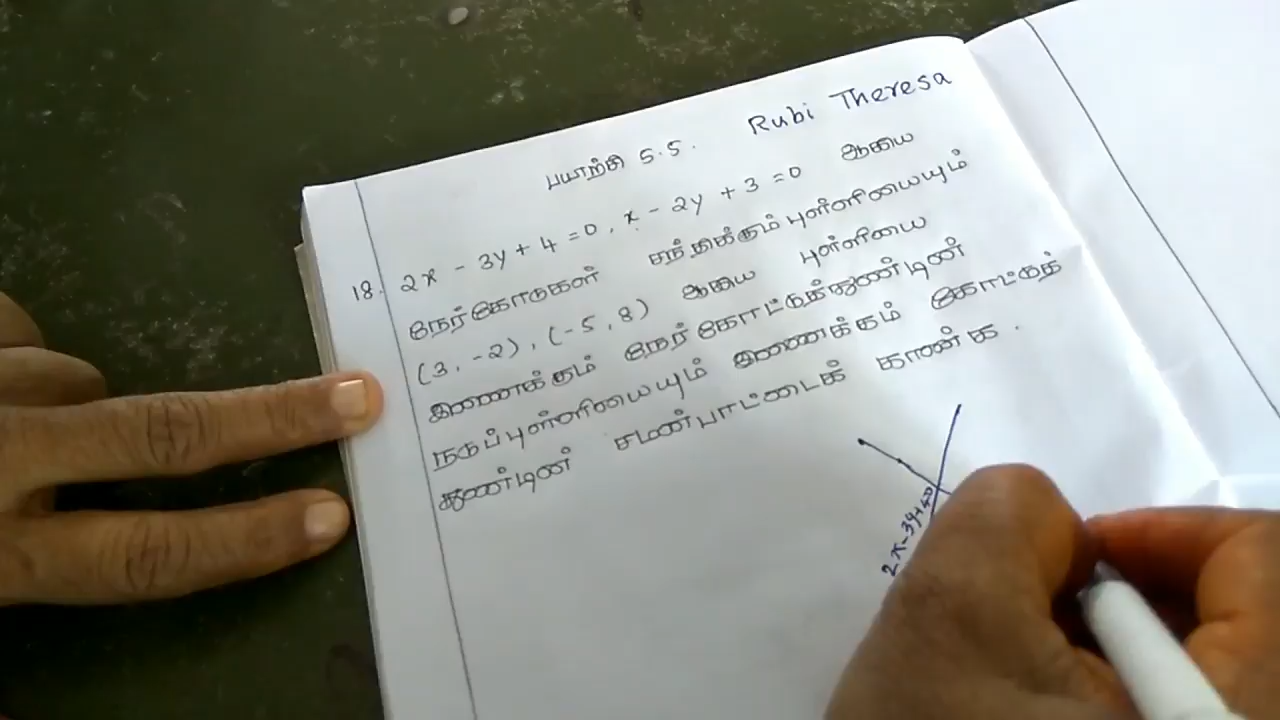 Rubi Theresa
பயாற்சி 5.5.
18. 2x - 3y + 4 = 0, x - 2y + 3 = 0 ஆகிய
நேர்கோடுகள் சந்திக்கும் புள்ளியையும்
(3, -2), (-5, 8) ஆகிய புள்ளியை
இணைக்கும் நேர்கோட்டுத்துண்டின்
நடுப்புள்ளியையும் இணைக்கும் கோட்டுத்
துண்டின் சமன்பாட்டைக் காண்க.
2x-3y+4=0